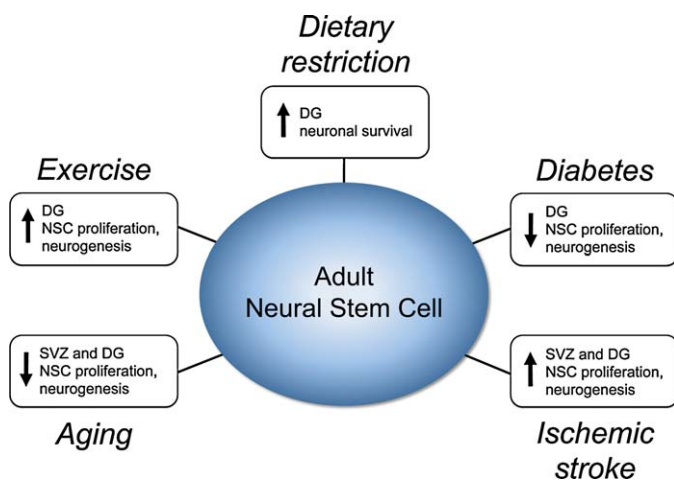 Dietary
restriction
DG
neuronal survival
Exercise
DG
NSC proliferation,
neurogenesis
Diabetes
DG
NSC proliferation,
neurogenesis
Adult
Neural Stem Cell
SVZ and DG
NSC proliferation,
neurogenesis
Aging
SVZ and DG
NSC proliferation,
neurogenesis
Ischemic
stroke